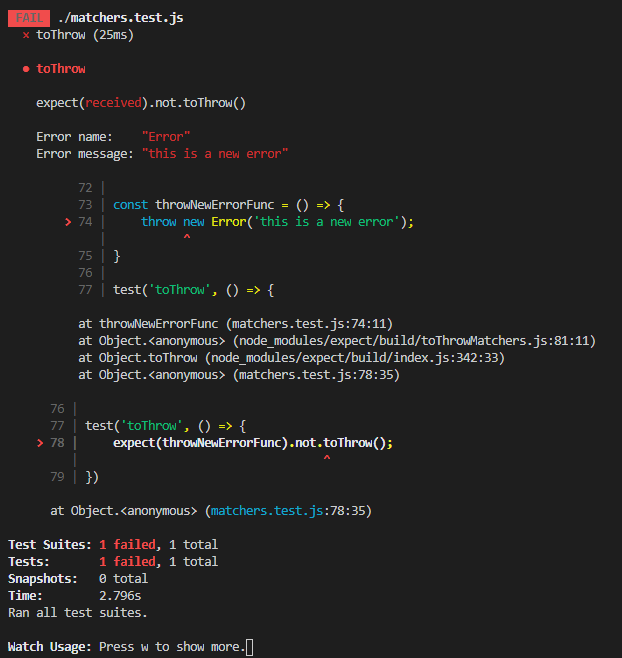 FAIL ./matchers.test.js
× toThrow (25ms)
● toThrow
expect(received).not.toThrow()
Error name:    "Error"
Error message: "this is a new error"
72 |
73 | const throwNewErrorFunc = () => {
> 74 |     throw new Error('this is a new error');
|           ^
75 | }
76 |
77 | test('toThrow', () => {
at throwNewErrorFunc (matchers.test.js:74:11)
at Object.<anonymous> (node_modules/expect/build/toThrowMatchers.js:81:11)
at Object.toThrow (node_modules/expect/build/index.js:342:33)
at Object.<anonymous> (matchers.test.js:78:35)
76 |
77 | test('toThrow', () => {
> 78 |     expect(throwNewErrorFunc).not.toThrow();
|                                   ^
79 | })
at Object.<anonymous> (matchers.test.js:78:35)
Test Suites: 1 failed, 1 total
Tests:       1 failed, 1 total
Snapshots:   0 total
Time:        2.796s
Ran all test suites.
Watch Usage: Press w to show more.